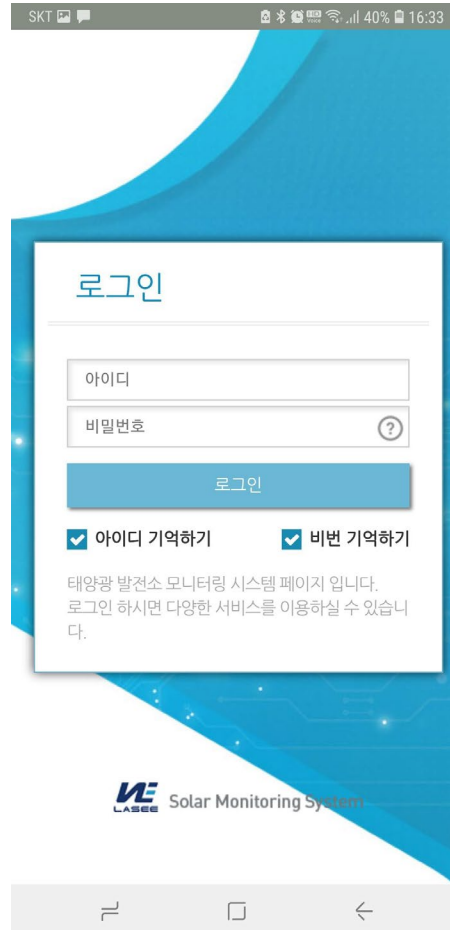 SKT 40% 16:33
로그인
아이디
비밀번호 ?
로그인
아이디 기억하기 비번 기억하기
태양광 발전소 모니터링 시스템 페이지 입니다.
로그인 하시면 다양한 서비스를 이용하실 수 있습니
다.
LASEE Solar Monitoring System